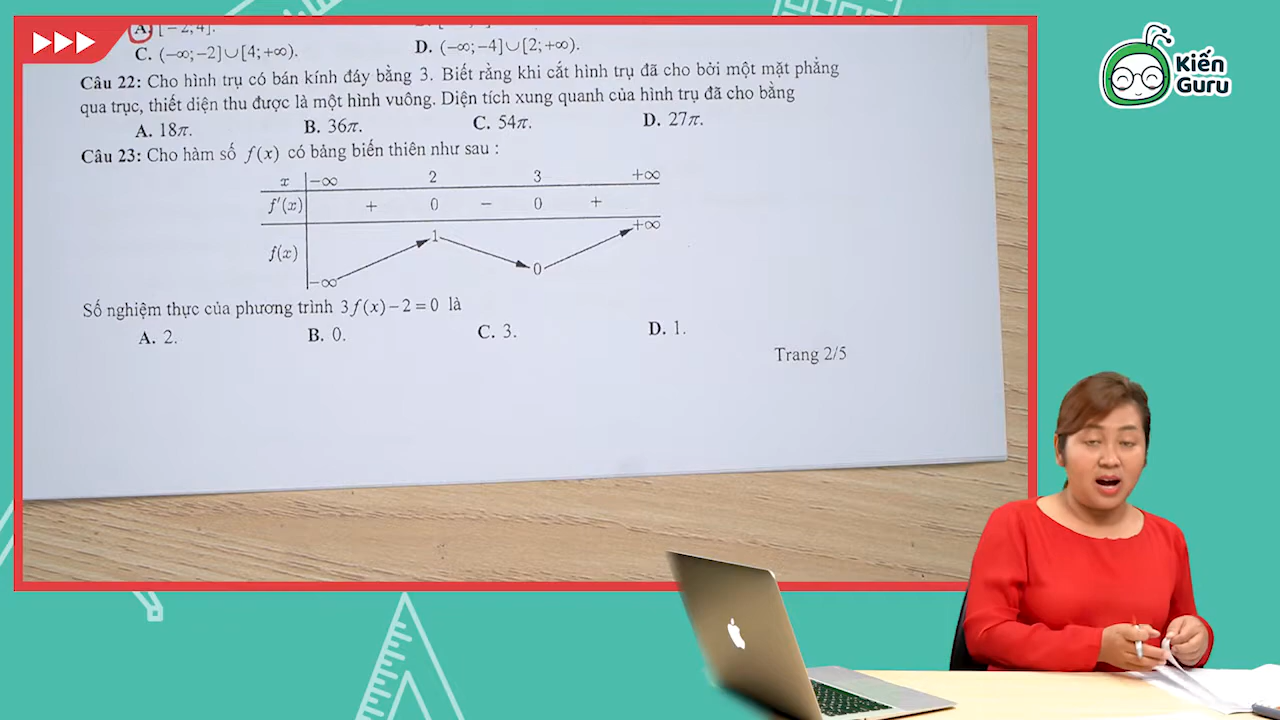 A. [−2;4].
C. (−∞;−2]∪[4;+∞). D. (−∞;−4]∪[2;+∞).
Câu 22: Cho hình trụ có bán kính đáy bằng 3. Biết rằng khi cắt hình trụ đã cho bởi một mặt phẳng
qua trục, thiết diện thu được là một hình vuông. Diện tích xung quanh của hình trụ đã cho bằng
A. 18π. B. 36π. C. 54π. D. 27π.
Câu 23: Cho hàm số f(x) có bảng biến thiên như sau :
x −∞ 2 3 +∞
f′(x) + 0 − 0 +
f(x) −∞ 1 0 +∞
Số nghiệm thực của phương trình 3f(x)−2=0 là
A. 2. B. 0. C. 3. D. 1.
Trang 2/5
Kiến
Guru